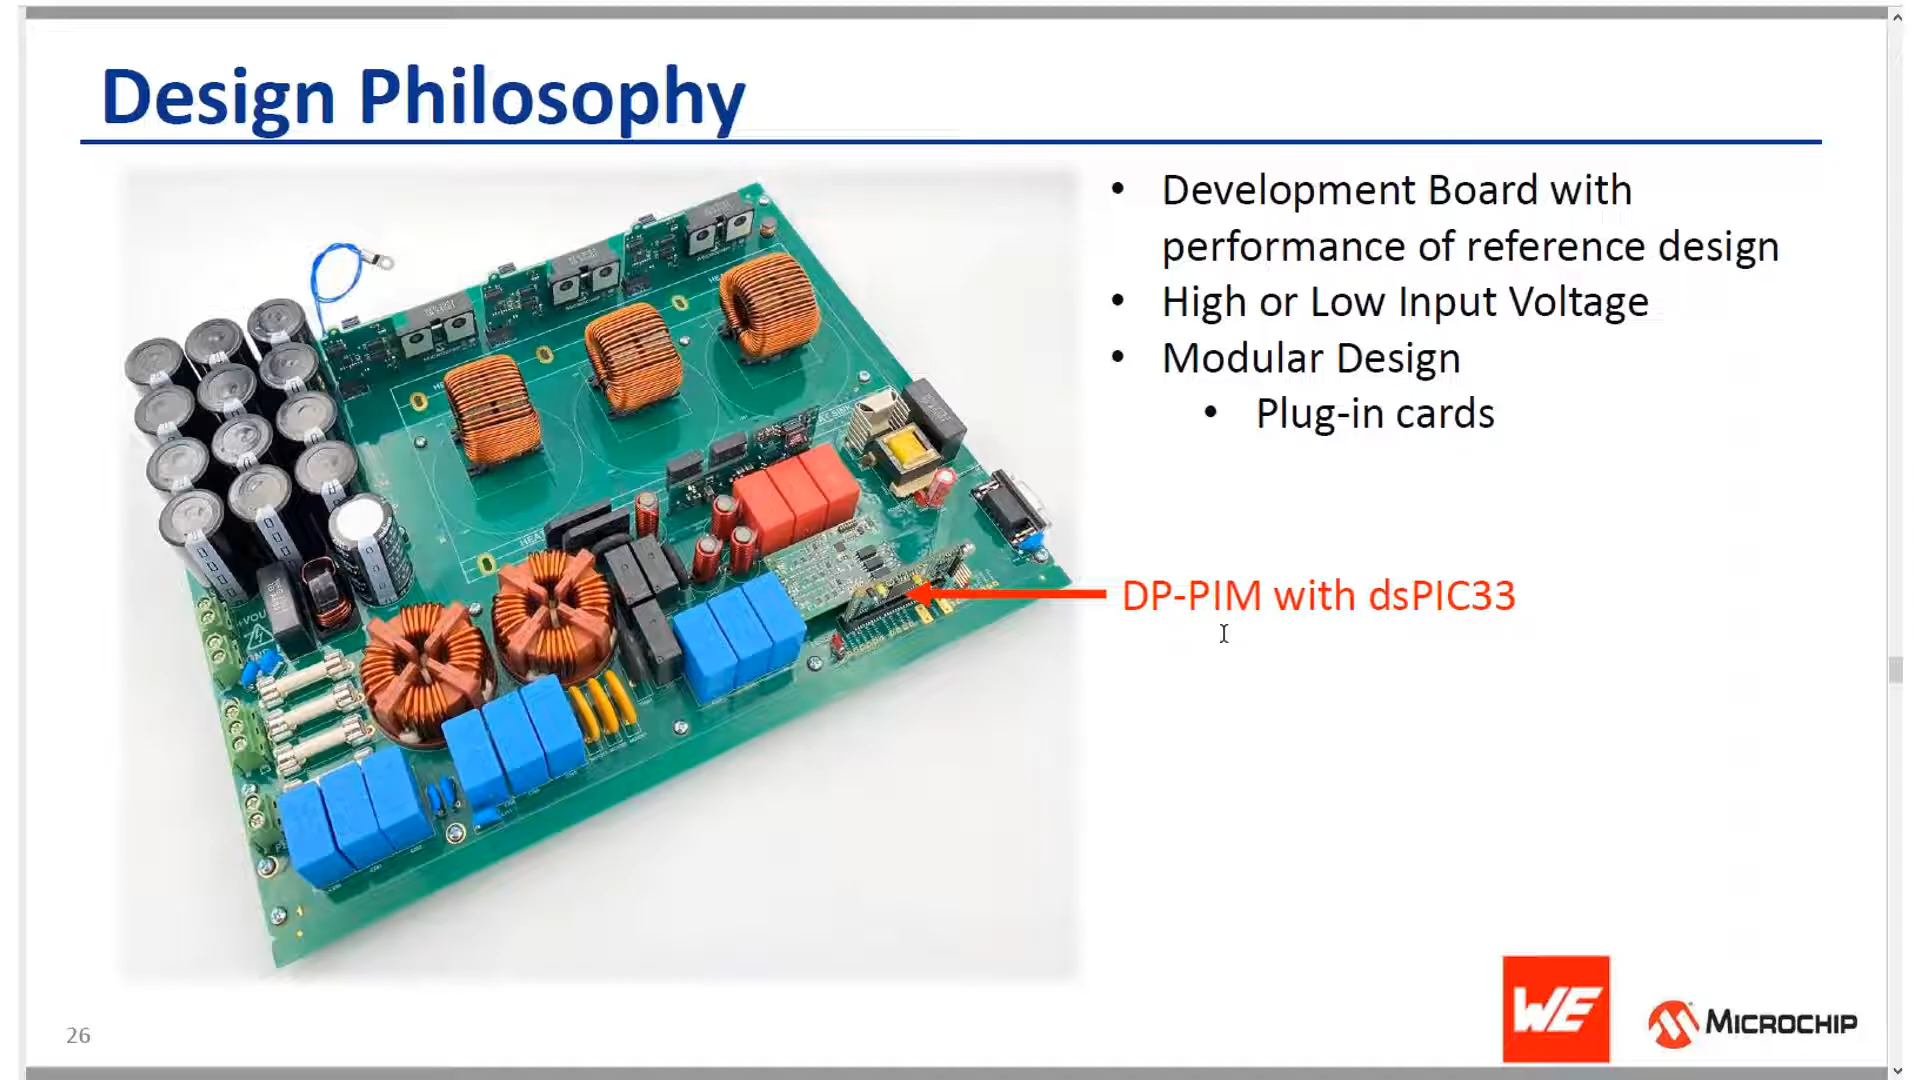 Design Philosophy
• Development Board with
performance of reference design
• High or Low Input Voltage
• Modular Design
• Plug-in cards
DP-PIM with dsPIC33
26
WE
MICROCHIP